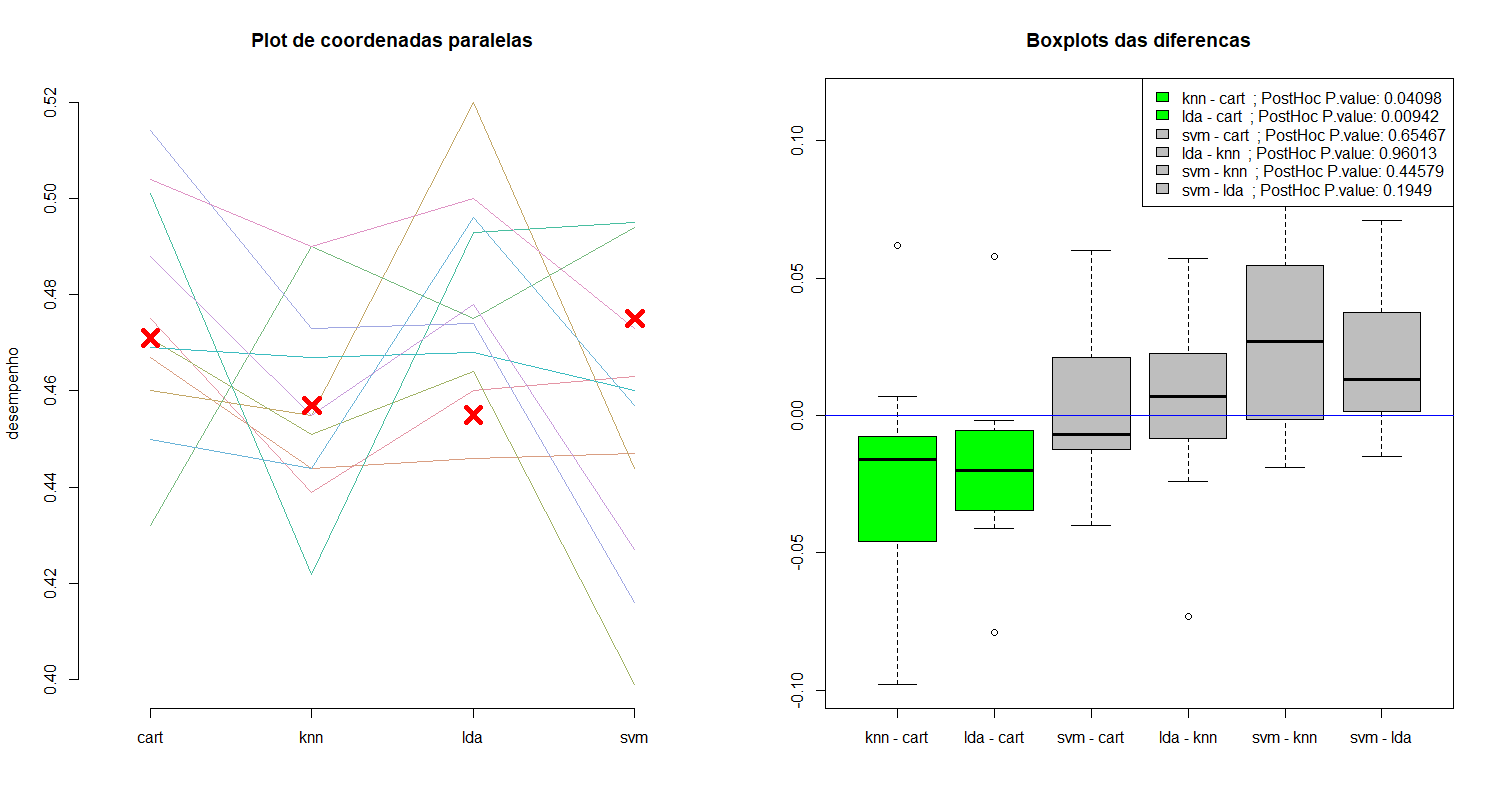 Plot de coordenadas paralelas
desempenho
0.52
0.50
0.48
0.46
0.44
0.42
0.40
cart
knn
lda
svm
Boxplots das diferencas
knn - cart ; PostHoc P.value: 0.04098
lda - cart ; PostHoc P.value: 0.00942
svm - cart ; PostHoc P.value: 0.65467
lda - knn ; PostHoc P.value: 0.96013
svm - knn ; PostHoc P.value: 0.44579
svm - lda ; PostHoc P.value: 0.1949
0.10
0.05
0.00
-0.05
-0.10
knn - cart
lda - cart
svm - cart
lda - knn
svm - knn
svm - lda